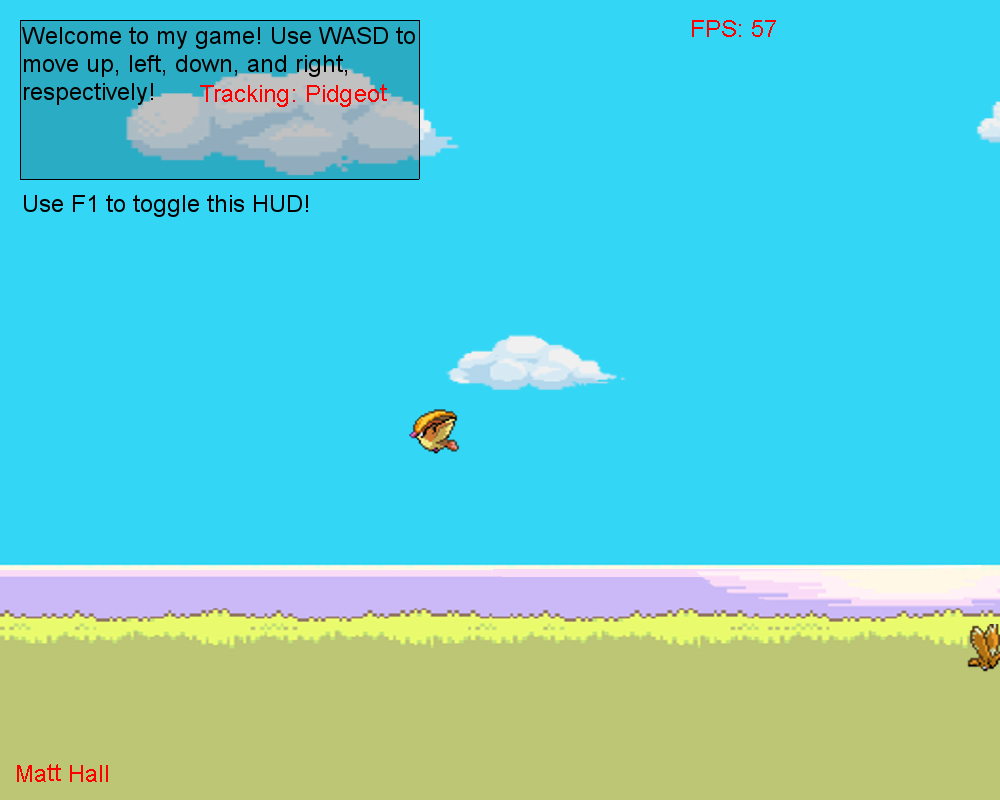 Welcome to my game! Use WASD to
move up, left, down, and right,
respectively!
Tracking: Pidgeot
FPS: 57
Use F1 to toggle this HUD!
Matt Hall